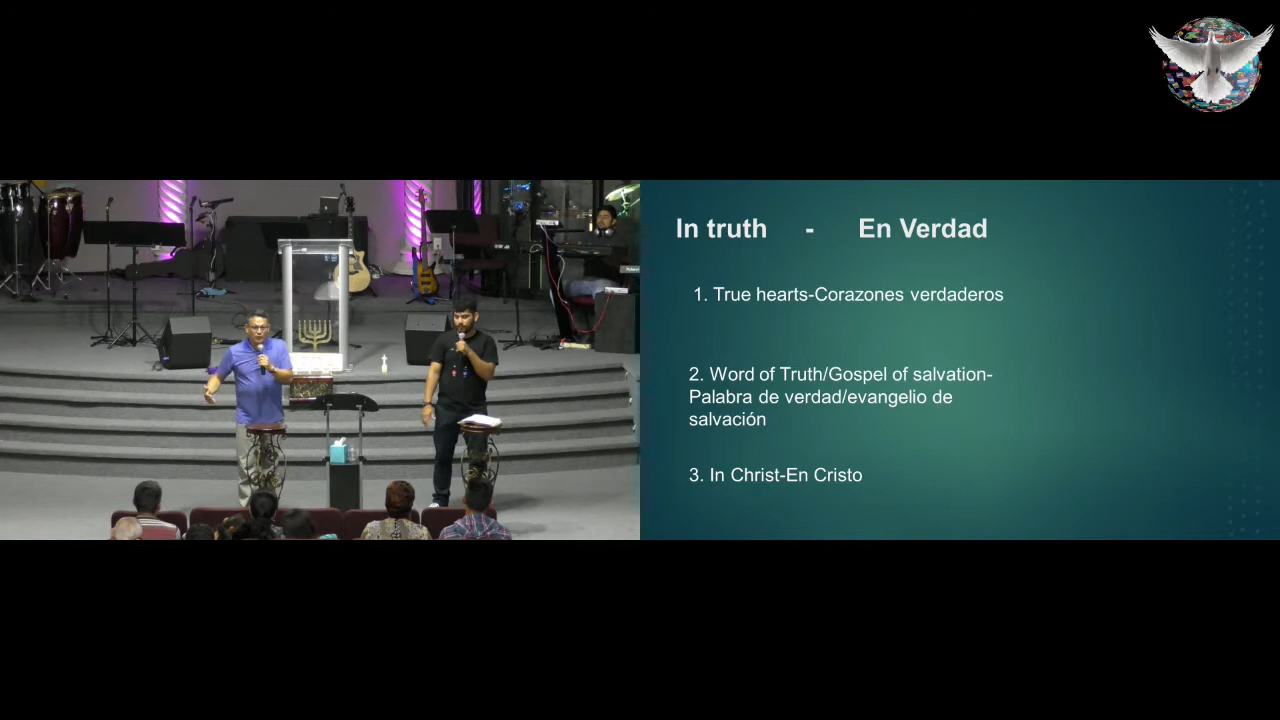 In truth - En Verdad
1. True hearts-Corazones verdaderos
2. Word of Truth/Gospel of salvation-
Palabra de verdad/evangelio de
salvación
3. In Christ-En Cristo